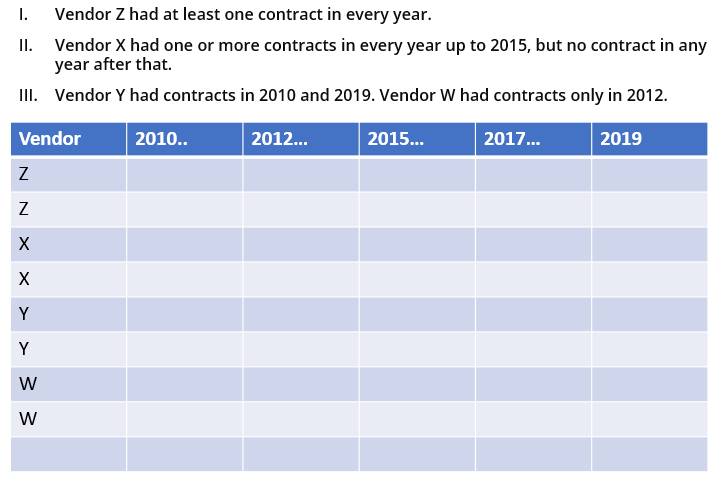 I. Vendor Z had at least one contract in every year.
II. Vendor X had one or more contracts in every year up to 2015, but no contract in any
year after that.
III. Vendor Y had contracts in 2010 and 2019. Vendor W had contracts only in 2012.
Vendor 2010.. 2012... 2015... 2017... 2019
Z
Z
X
X
Y
Y
W
W